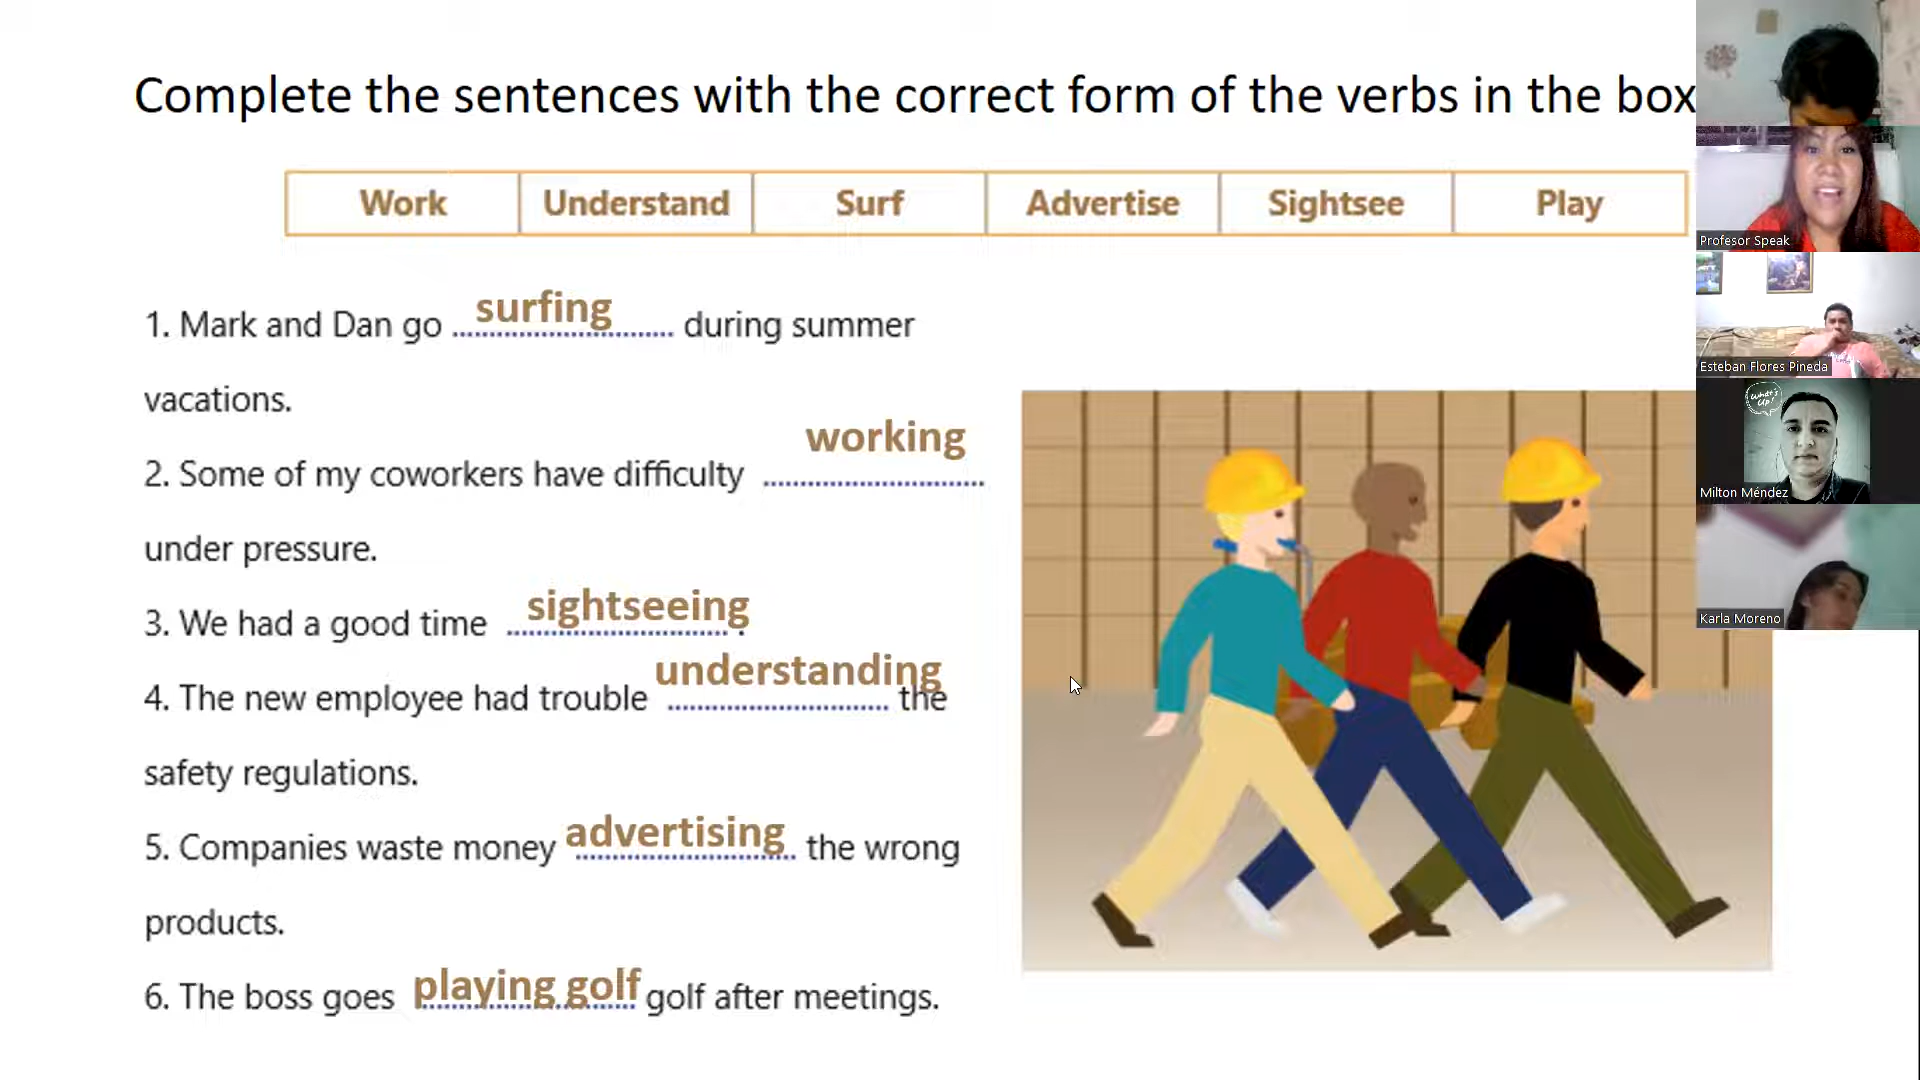 Complete the sentences with the correct form of the verbs in the box
Work Understand Surf Advertise Sightsee Play
1. Mark and Dan go surfing during summer
vacations.
2. Some of my coworkers have difficulty working
under pressure.
3. We had a good time sightseeing.
4. The new employee had trouble understanding the
safety regulations.
5. Companies waste money advertising the wrong
products.
6. The boss goes playing golf golf after meetings.
Profesor Speak
Esteban Flores Pineda
What's Up!
Milton Méndez
Karla Moreno